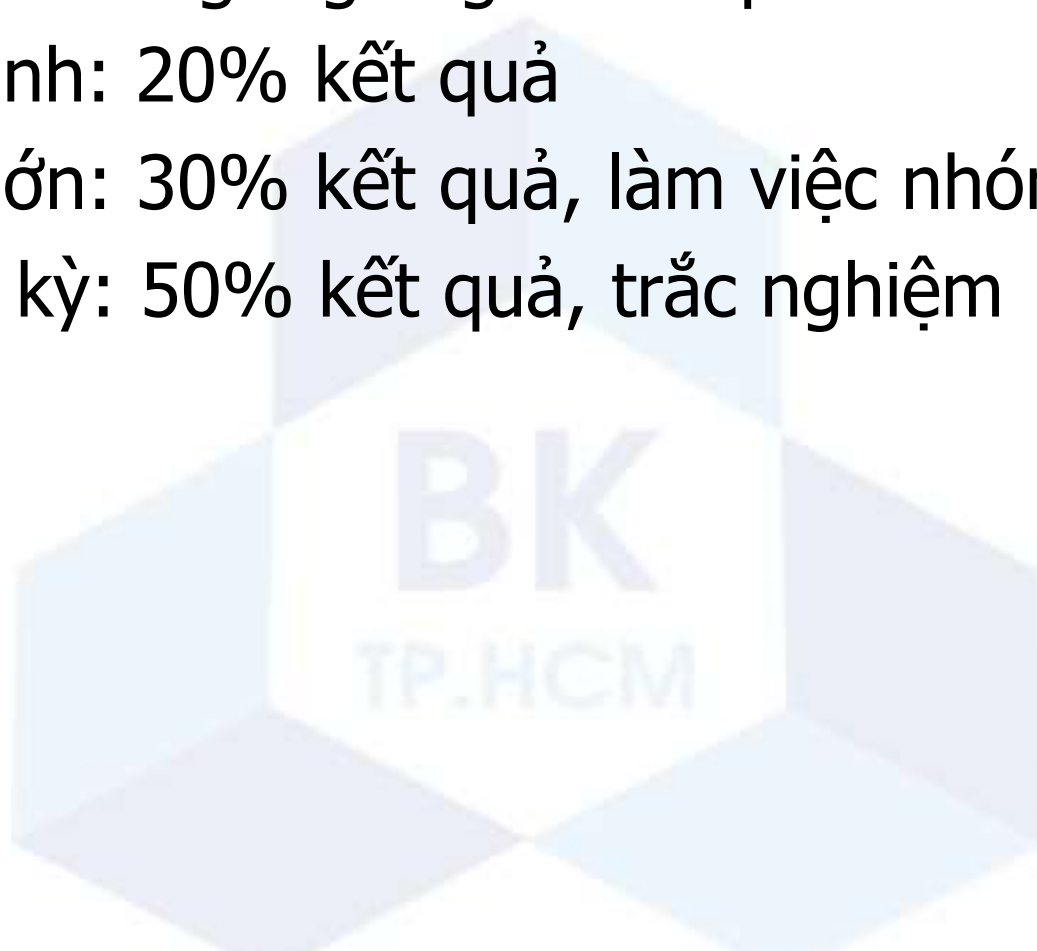 nh: 20% kết quả
ớn: 30% kết quả, làm việc nhó
kỳ: 50% kết quả, trắc nghiệm
BK
TP.HCM